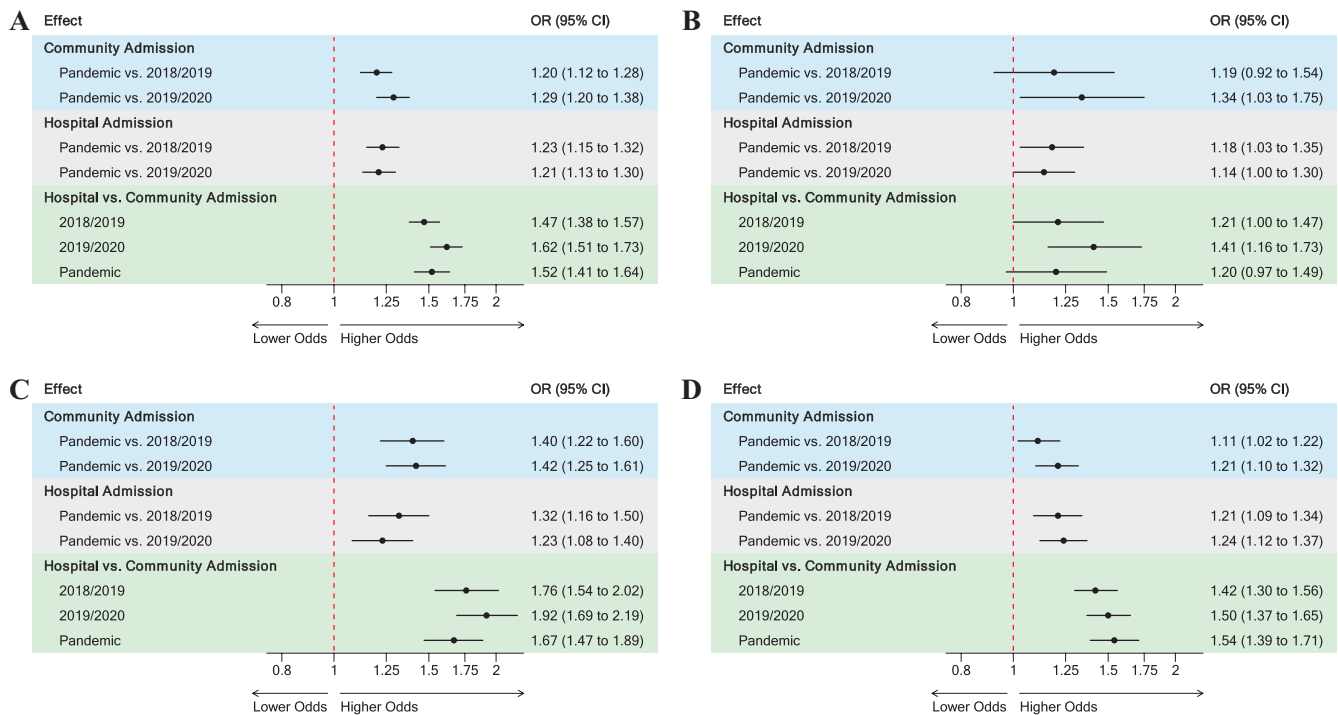 A
Effect OR (95% CI)
Community Admission
Pandemic vs. 2018/2019 1.20 (1.12 to 1.28)
Pandemic vs. 2019/2020 1.29 (1.20 to 1.38)
Hospital Admission
Pandemic vs. 2018/2019 1.23 (1.15 to 1.32)
Pandemic vs. 2019/2020 1.21 (1.13 to 1.30)
Hospital vs. Community Admission
2018/2019 1.47 (1.38 to 1.57)
2019/2020 1.62 (1.51 to 1.73)
Pandemic 1.52 (1.41 to 1.64)
0.8 1 1.25 1.5 1.75 2
Lower Odds Higher Odds
B
Effect OR (95% CI)
Community Admission
Pandemic vs. 2018/2019 1.19 (0.92 to 1.54)
Pandemic vs. 2019/2020 1.34 (1.03 to 1.75)
Hospital Admission
Pandemic vs. 2018/2019 1.18 (1.03 to 1.35)
Pandemic vs. 2019/2020 1.14 (1.00 to 1.30)
Hospital vs. Community Admission
2018/2019 1.21 (1.00 to 1.47)
2019/2020 1.41 (1.16 to 1.73)
Pandemic 1.20 (0.97 to 1.49)
0.8 1 1.25 1.5 1.75 2
Lower Odds Higher Odds
C
Effect OR (95% CI)
Community Admission
Pandemic vs. 2018/2019 1.40 (1.22 to 1.60)
Pandemic vs. 2019/2020 1.42 (1.25 to 1.61)
Hospital Admission
Pandemic vs. 2018/2019 1.32 (1.16 to 1.50)
Pandemic vs. 2019/2020 1.23 (1.08 to 1.40)
Hospital vs. Community Admission
2018/2019 1.76 (1.54 to 2.02)
2019/2020 1.92 (1.69 to 2.19)
Pandemic 1.67 (1.47 to 1.89)
0.8 1 1.25 1.5 1.75 2
Lower Odds Higher Odds
D
Effect OR (95% CI)
Community Admission
Pandemic vs. 2018/2019 1.11 (1.02 to 1.22)
Pandemic vs. 2019/2020 1.21 (1.10 to 1.32)
Hospital Admission
Pandemic vs. 2018/2019 1.21 (1.09 to 1.34)
Pandemic vs. 2019/2020 1.24 (1.12 to 1.37)
Hospital vs. Community Admission
2018/2019 1.42 (1.30 to 1.56)
2019/2020 1.50 (1.37 to 1.65)
Pandemic 1.54 (1.39 to 1.71)
0.8 1 1.25 1.5 1.75 2
Lower Odds Higher Odds